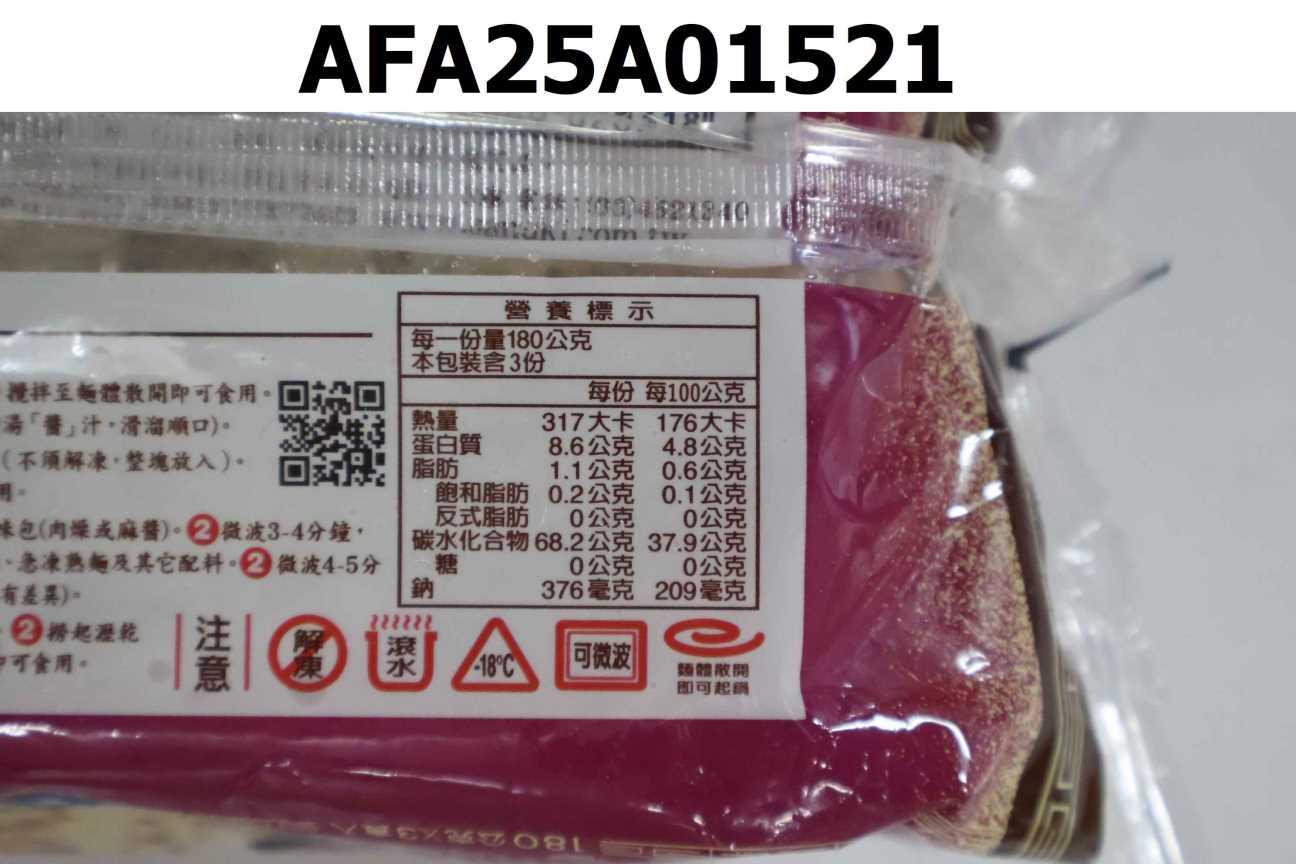 AFA25A01521
營養標示
每一份量180公克
本包裝含3份
每份 每100公克
熱量 317大卡 176大卡
蛋白質 8.6公克 4.8公克
脂肪 1.1公克 0.6公克
飽和脂肪 0.2公克 0.1公克
反式脂肪 0公克 0公克
碳水化合物 68.2公克 37.9公克
糖 0公克 0公克
鈉 376毫克 209毫克
攪拌至麵體散開即可食用。
湯「醬」汁,滑溜順口)。
(不須解凍,整塊放入)。
用。
味包(肉燥或麻醬)。2微波3-4分鐘,
、急凍熟麵及其它配料。2微波4-5分
有差異)。
2撈起瀝乾
即可食用。
注意
解凍
滾水
-18℃
可微波
麵體散開
即可起鍋
180公克x3食入